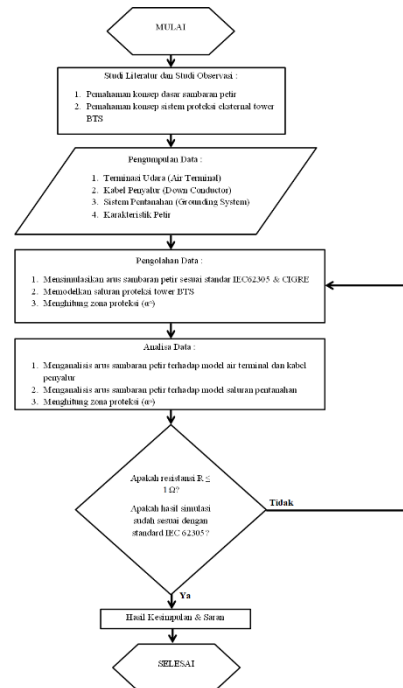 MULAI
Studi Literatur dan Studi Observasi :
1. Pemahaman konsep dasar sambaran petir
2. Pemahaman konsep sistem proteksi eksternal tower
BTS
Pengumpulan Data :
1. Terminasi Udara (Air Terminal)
2. Kabel Penyalur (Down Conductor)
3. Sistem Pentanahan (Grounding System)
4. Karakteristik Petir
Pengolahan Data :
1. Mensimulasikan arus sambaran petir sesuai standar IEC62305 & CIGRE
2. Memodelkan saluran proteksi tower BTS
3. Menghitung zona proteksi (α°)
Analisa Data :
1. Menganalisis arus sambaran petir terhadap model air terminal dan kabel
penyalur
2. Menganalisis arus sambaran petir terhadap model saluran pentanahan
3. Menghitung zona proteksi (α°)
Apakah resistansi R ≤
1 Ω?
Apakah hasil simulasi
sudah sesuai dengan
standard IEC 62305?
Tidak
Ya
Hasil Kesimpulan & Saran
SELESAI